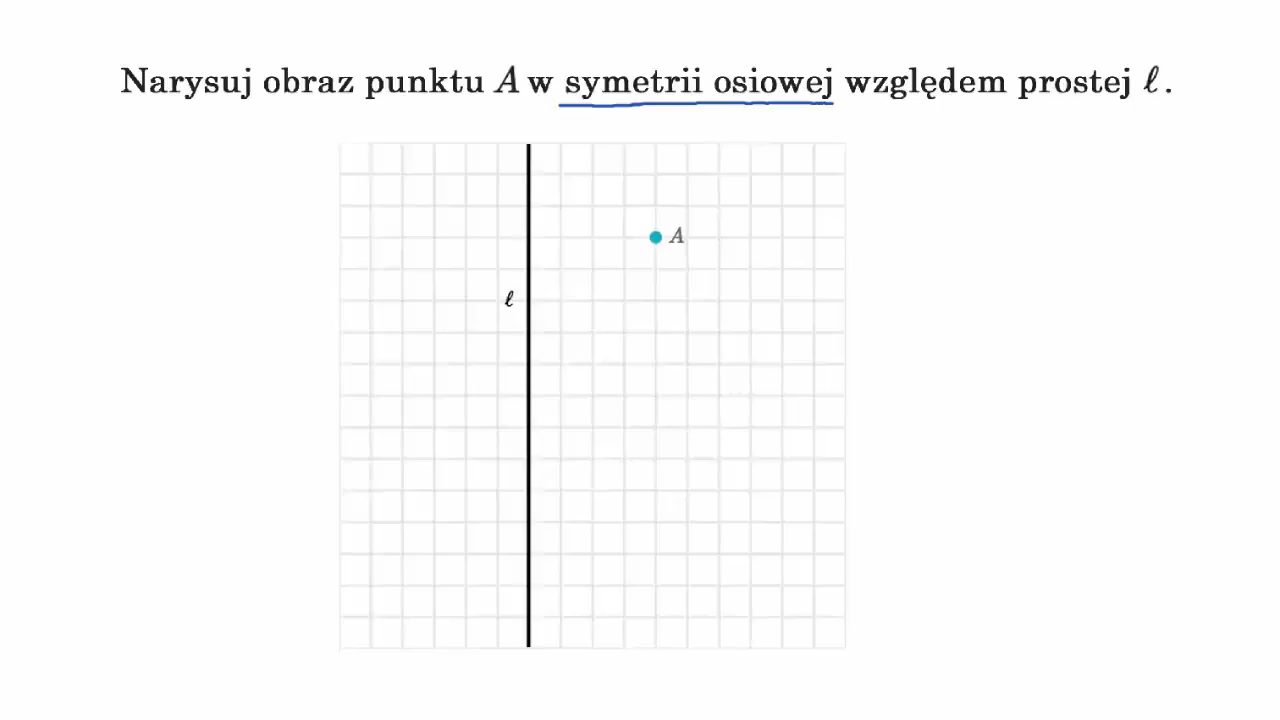 Narysuj obraz punktu A w symetrii osiowej względem prostej ℓ.
A
ℓ